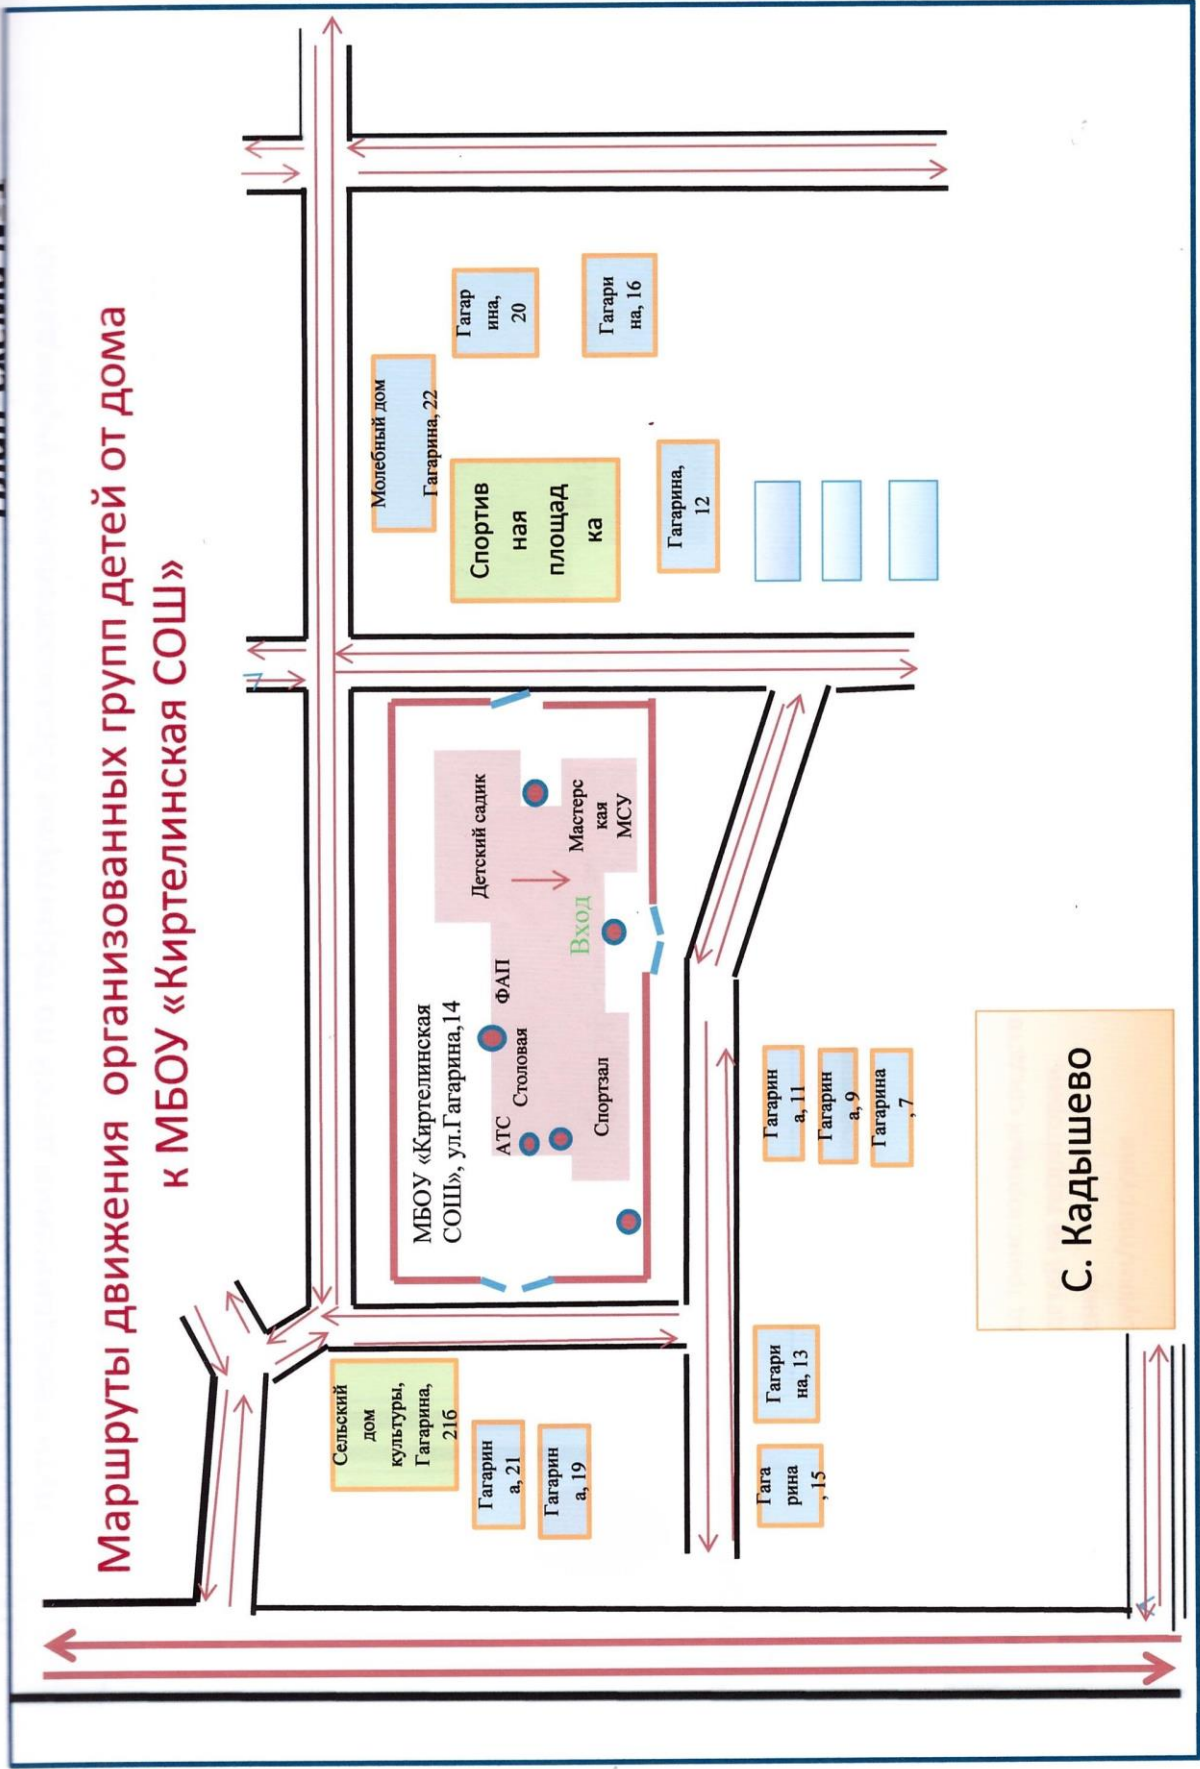 Маршруты движения организованных групп детей от дома
к МБОУ «Киртелинская СОШ»
Сельский
дом
культуры,
Гагарина,
21б
Гагарин
а, 21
Гагарин
а, 19
МБОУ «Киртелинская
СОШ», ул.Гагарина,14
АТС
Столовая
ФАП
Детский садик
Вход
Мастерс
кая
МСУ
Спортзал
Молебный дом
Гагарина, 22
Спортив
ная
площад
ка
Гагар
ина,
20
Гагари
на, 16
Гагарина,
12
Гага
рина
, 15
Гагари
на, 13
Гагарин
а, 11
Гагарин
а, 9
Гагарина
, 7
С. Кадышево